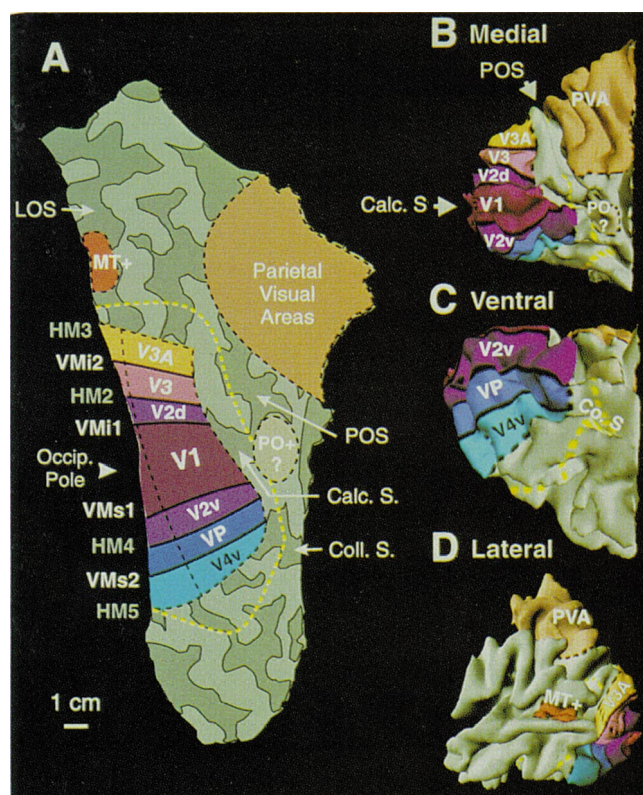 A
LOS
MT+
Parietal
Visual
Areas
HM3
VMi2
HM2
VMi1
Occip.
Pole
VMs1
HM4
VMs2
HM5
V3A
V3
V2d
V1
V2v
VP
V4v
PO+
?
POS
Calc. S.
Coll. S.
1 cm
B Medial
POS
PVA
V3A
V3
V2d
Calc. S
V1
V2v
PO+
?
C Ventral
V2v
VP
V4v
Co. S
D Lateral
PVA
MT+
V3A